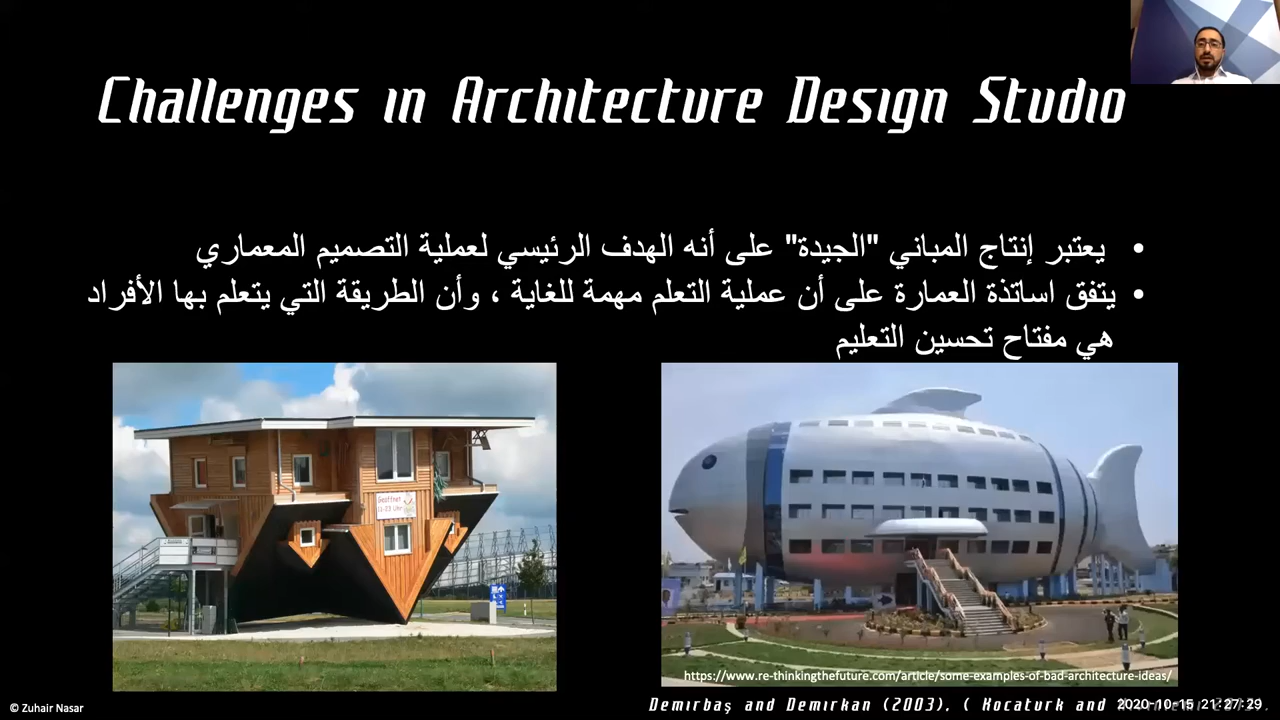 Challenges in Architecture Design Studio
• يعتبر إنتاج المباني "الجيدة" على أنه الهدف الرئيسي لعملية التصميم المعماري
• يتفق اساتذة العمارة على أن عملية التعلم مهمة للغاية ، وأن الطريقة التي يتعلم بها الأفراد
هي مفتاح تحسين التعليم
Geöffnet
https://www.re-thinkingthefuture.com/article/some-examples-of-bad-architecture-ideas/
© Zuhair Nasar
Demirbaş and Demirkan (2003), ( Kocaturk and
2020-10-15 21:27:29